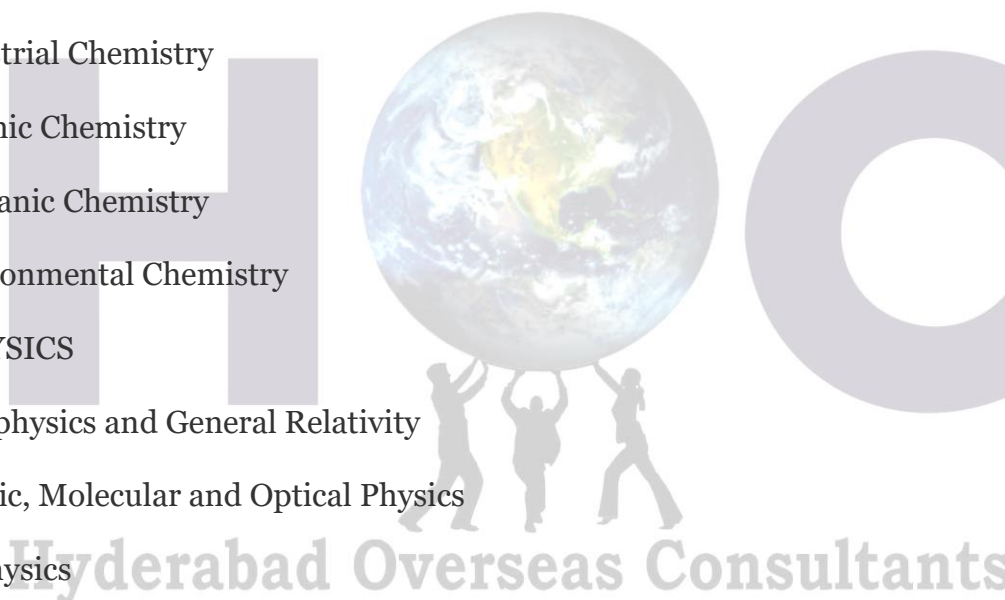 trial Chemistry
nic Chemistry
anic Chemistry
onmental Chemistry
YSICS
physics and General Relativity
ic, Molecular and Optical Physics
hysics
H O
Hyderabad Overseas Consultants